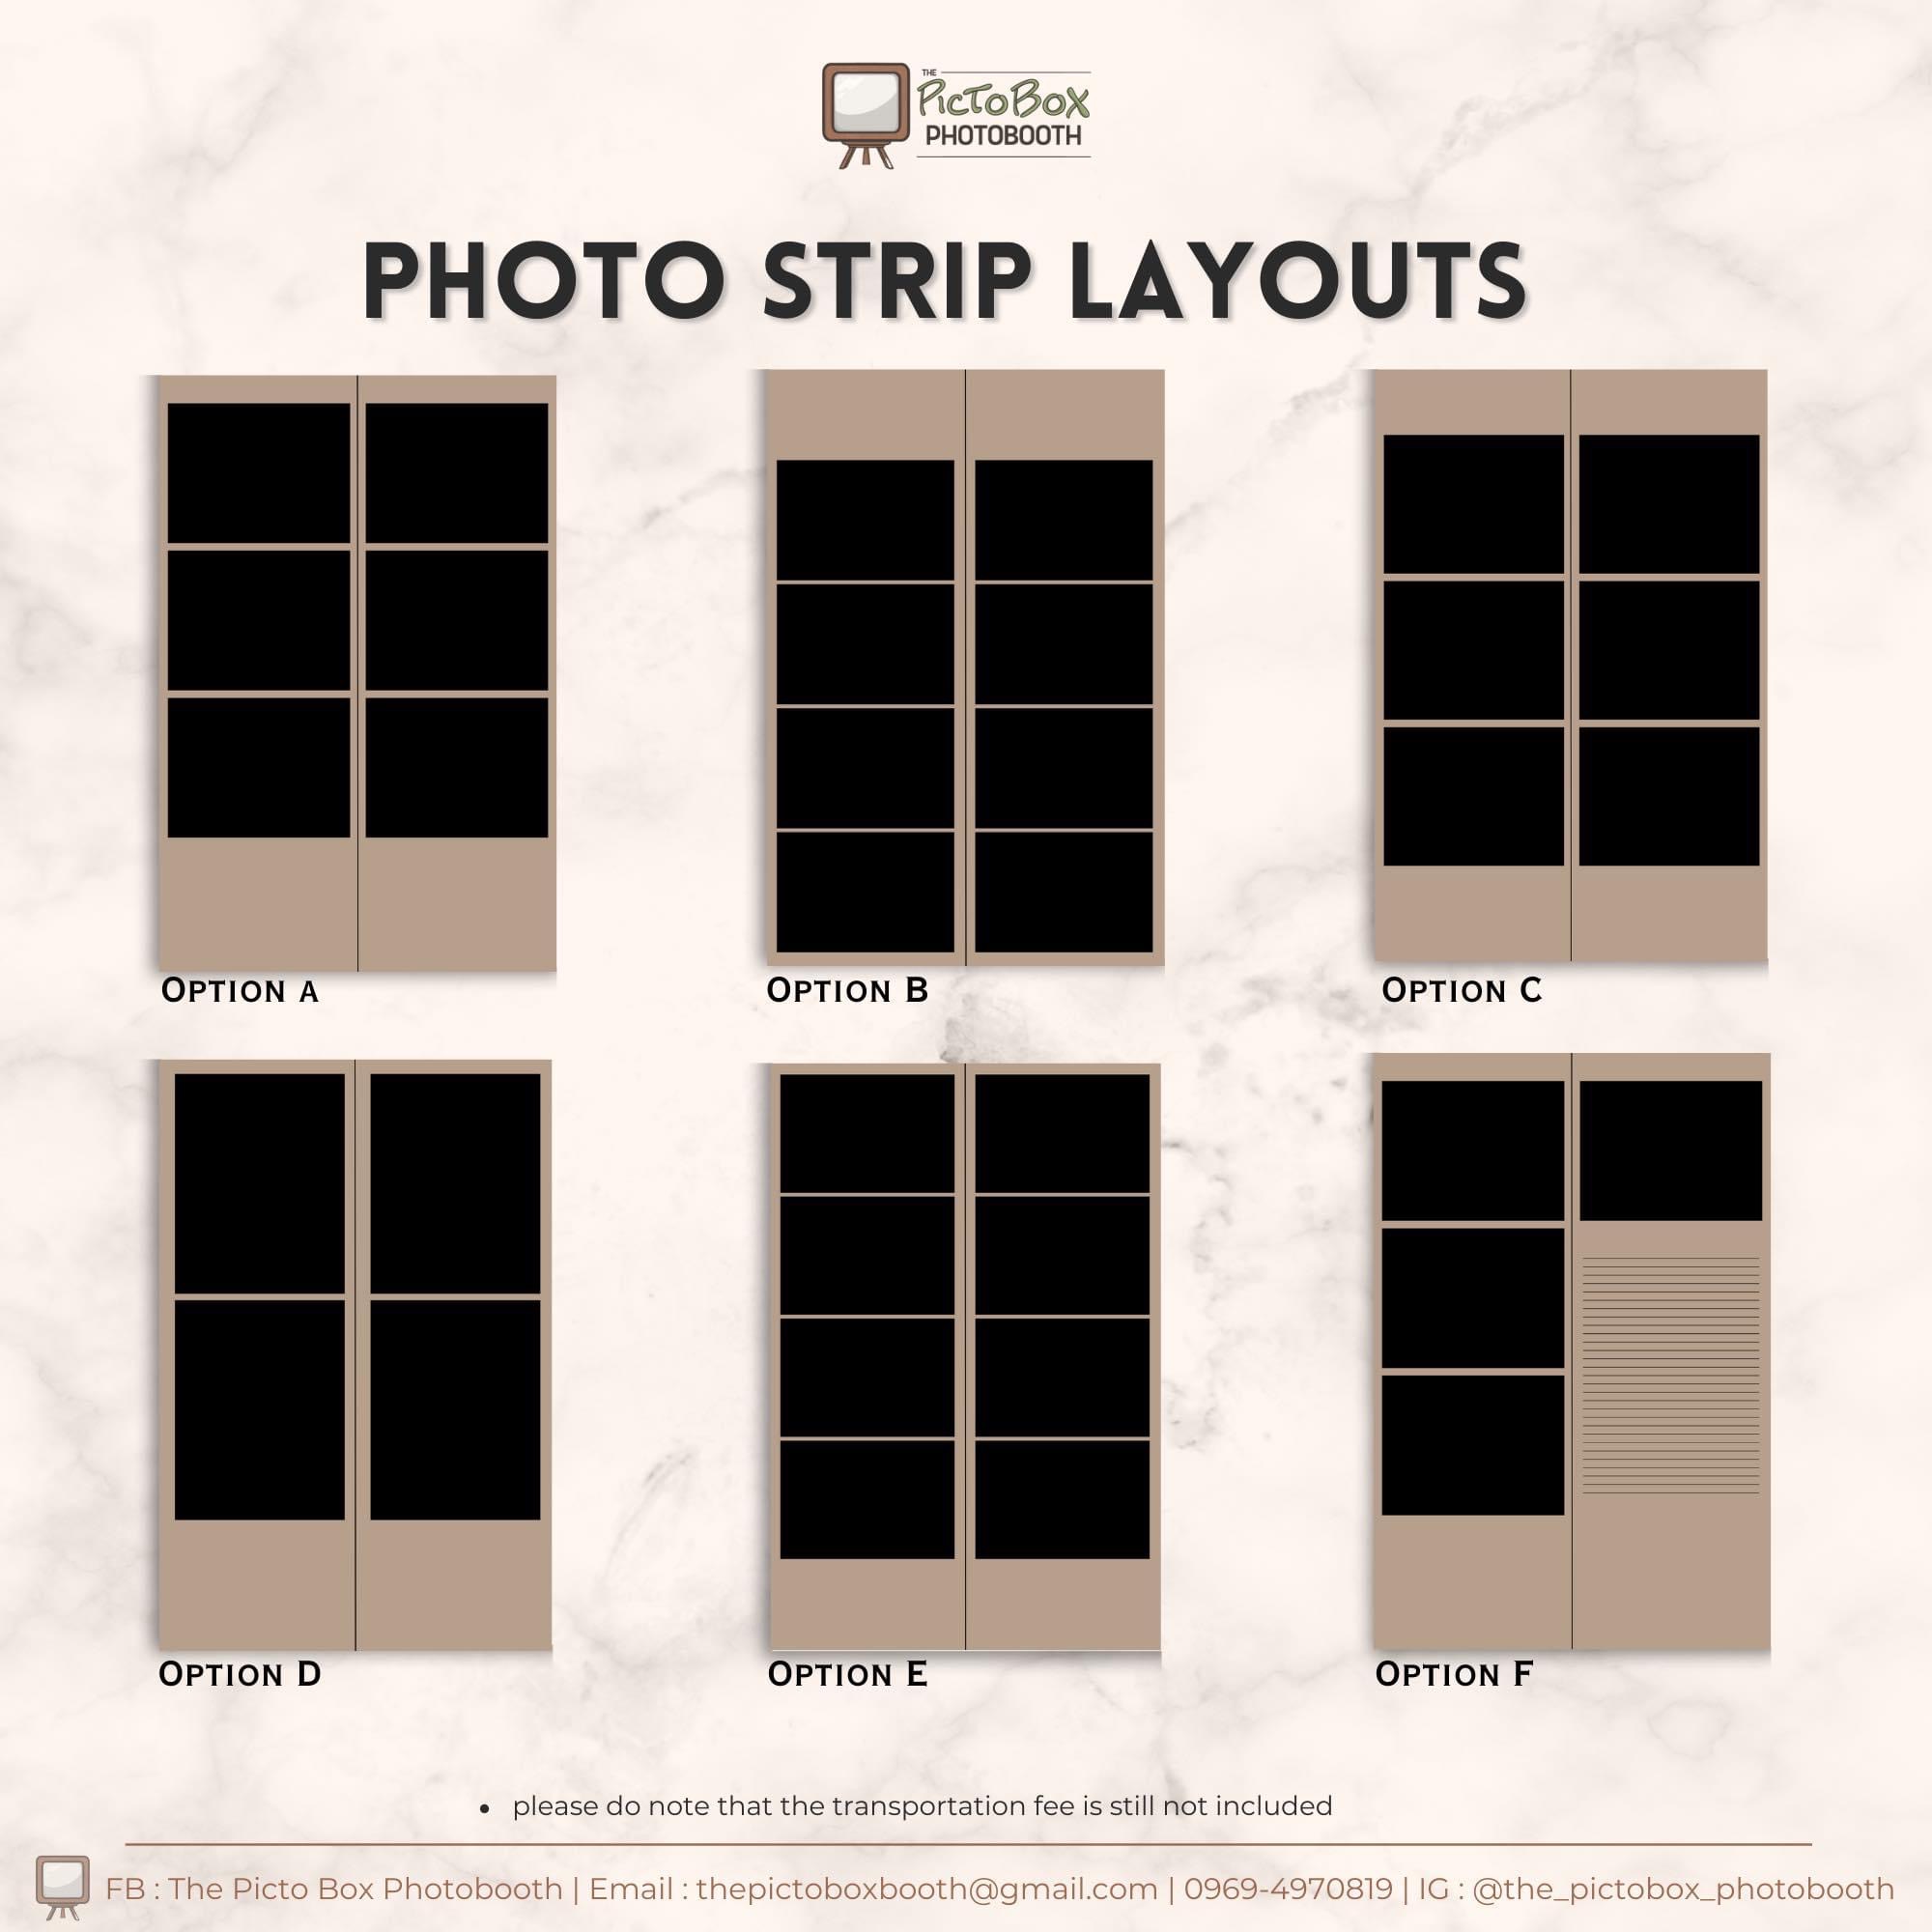 THE
PicToBox
PHOTOBOOTH
PHOTO STRIP LAYOUTS
OPTION A
OPTION B
OPTION C
OPTION D
OPTION E
OPTION F
• please do note that the transportation fee is still not included
FB : The Picto Box Photobooth | Email : thepictoboxbooth@gmail.com | 0969-4970819 | IG : @the_pictobox_photobooth